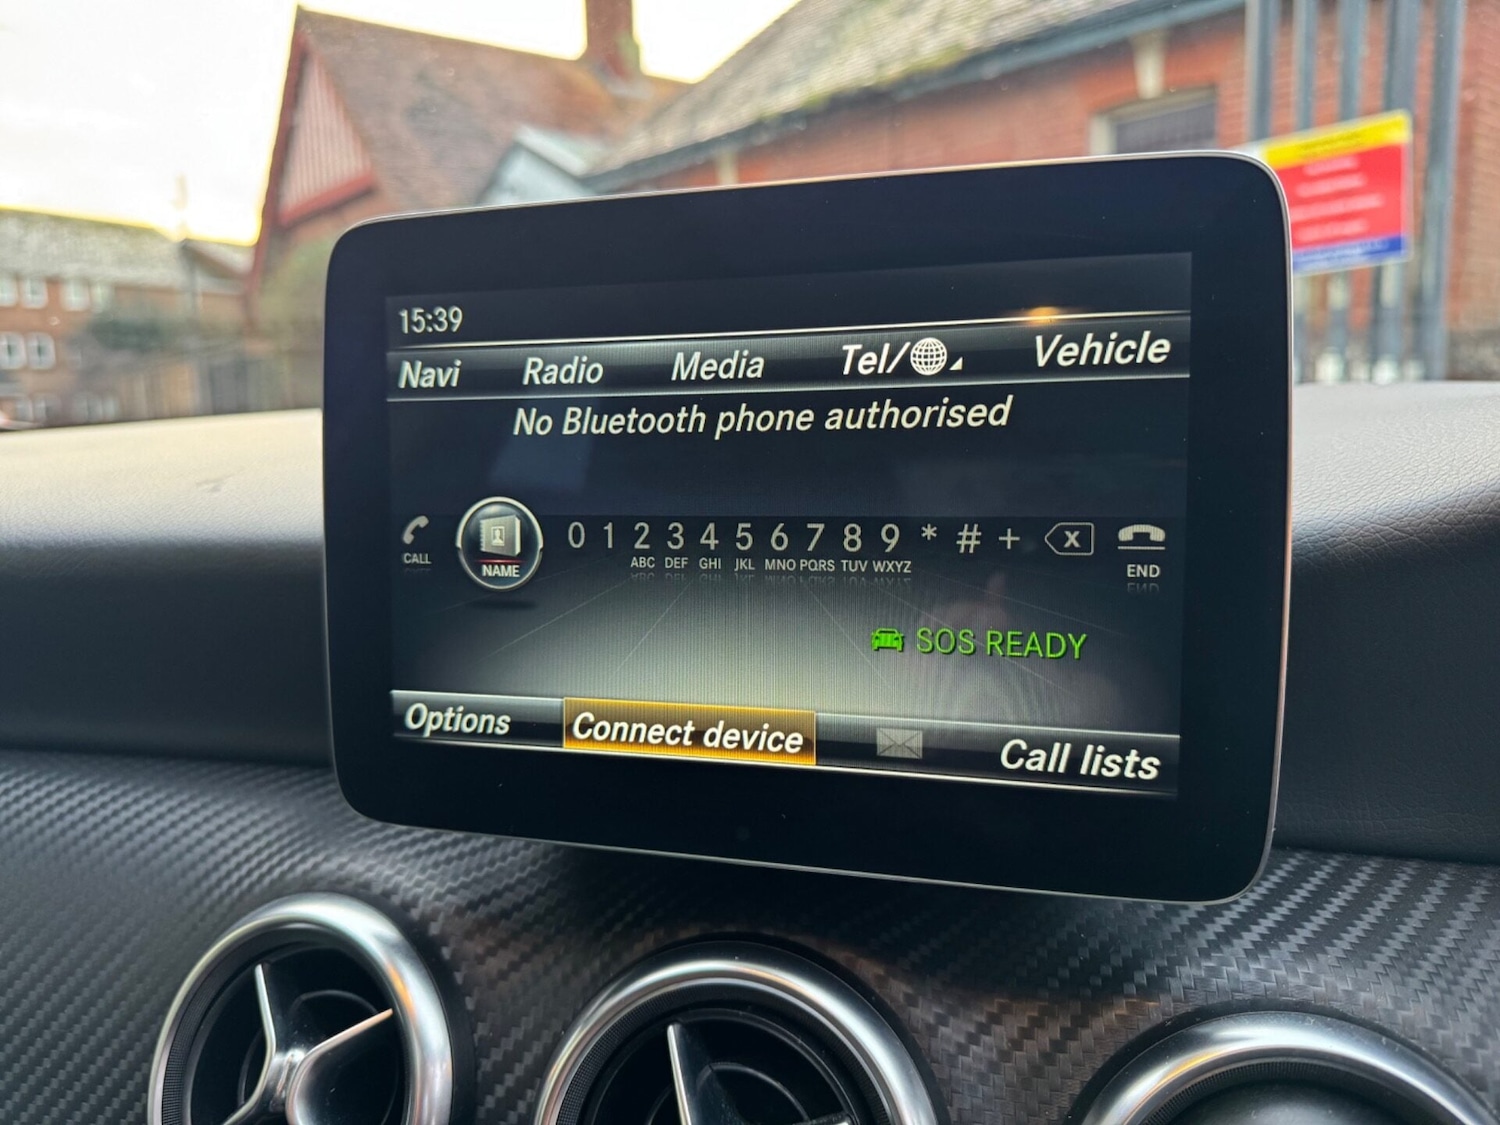 15:39
Navi Radio Media Tel/ Vehicle
No Bluetooth phone authorised
0 1 2 3 4 5 6 7 8 9 * # + x
CALL NAME ABC DEF GHI JKL MNO PQRS TUV WXYZ END
SOS READY
Options Connect device Call lists